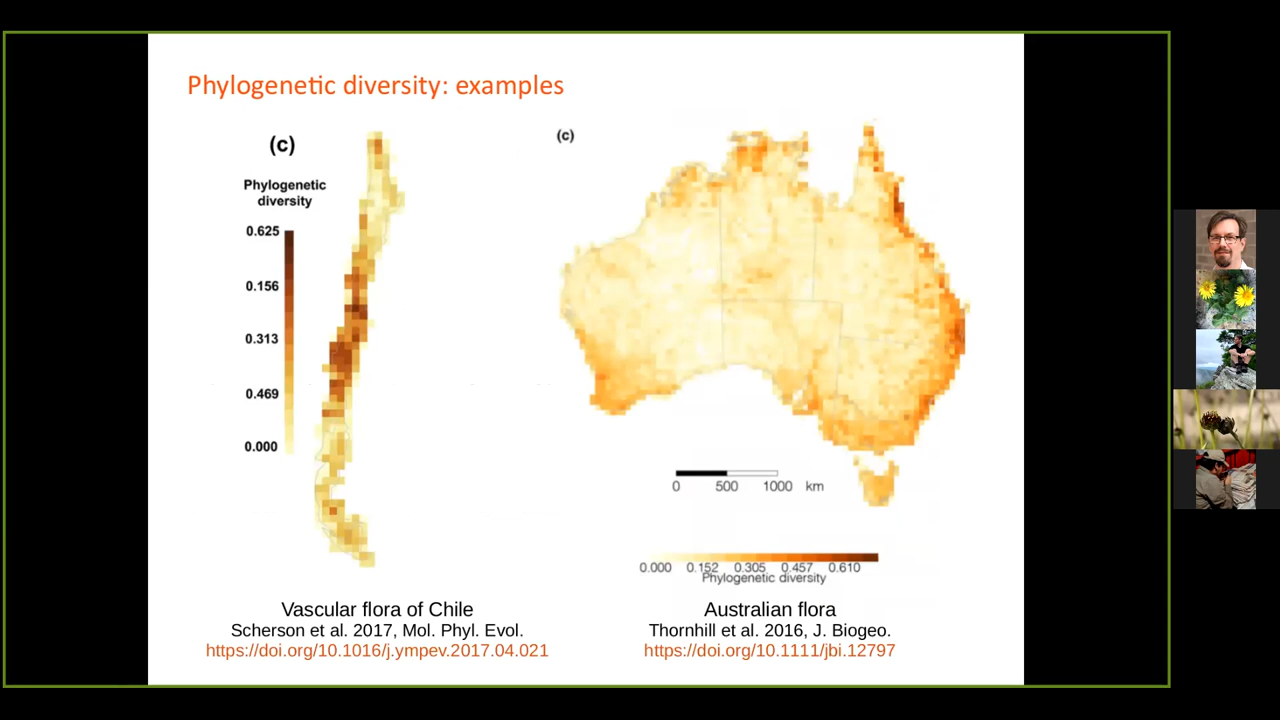 Phylogenetic diversity: examples
(c)
Phylogenetic
diversity
0.625
0.156
0.313
0.469
0.000
(c)
0 500 1000 km
0.000 0.152 0.305 0.457 0.610
Phylogenetic diversity
Vascular flora of Chile
Scherson et al. 2017, Mol. Phyl. Evol.
https://doi.org/10.1016/j.ympev.2017.04.021
Australian flora
Thornhill et al. 2016, J. Biogeo.
https://doi.org/10.1111/jbi.12797